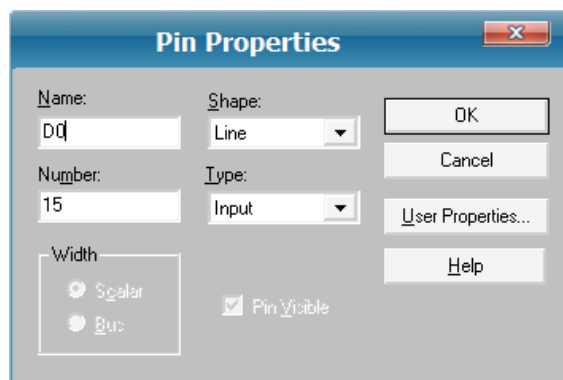 Pin Properties
Name:
D0
Shape:
Line
OK
Cancel
Number:
15
Type:
Input
User Properties...
Width
Scalar
Bus
Pin Visible
Help